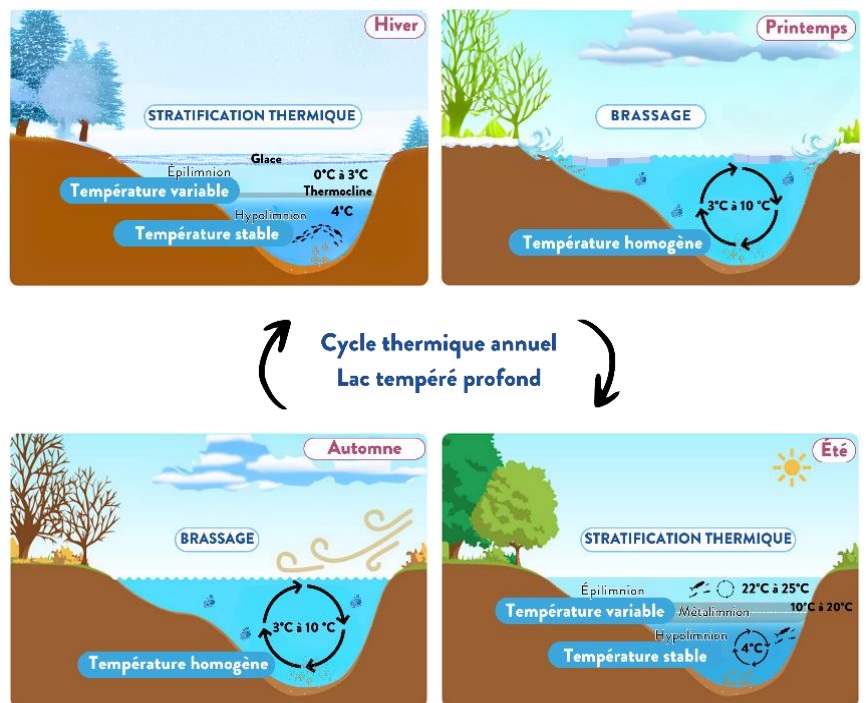 Hiver
STRATIFICATION THERMIQUE
Glace
Épilimnion
0°C à 3°C
Température variable
Thermocline
Hypolimnion
4°C
Température stable
Printemps
BRASSAGE
3°C à 10 °C
Température homogène
Cycle thermique annuel
Lac tempéré profond
Automne
BRASSAGE
3°C à 10 °C
Température homogène
Été
STRATIFICATION THERMIQUE
Épilimnion
22°C à 25°C
Température variable
Métalimnion
10°C à 20°C
Hypolimnion
Température stable
4°C